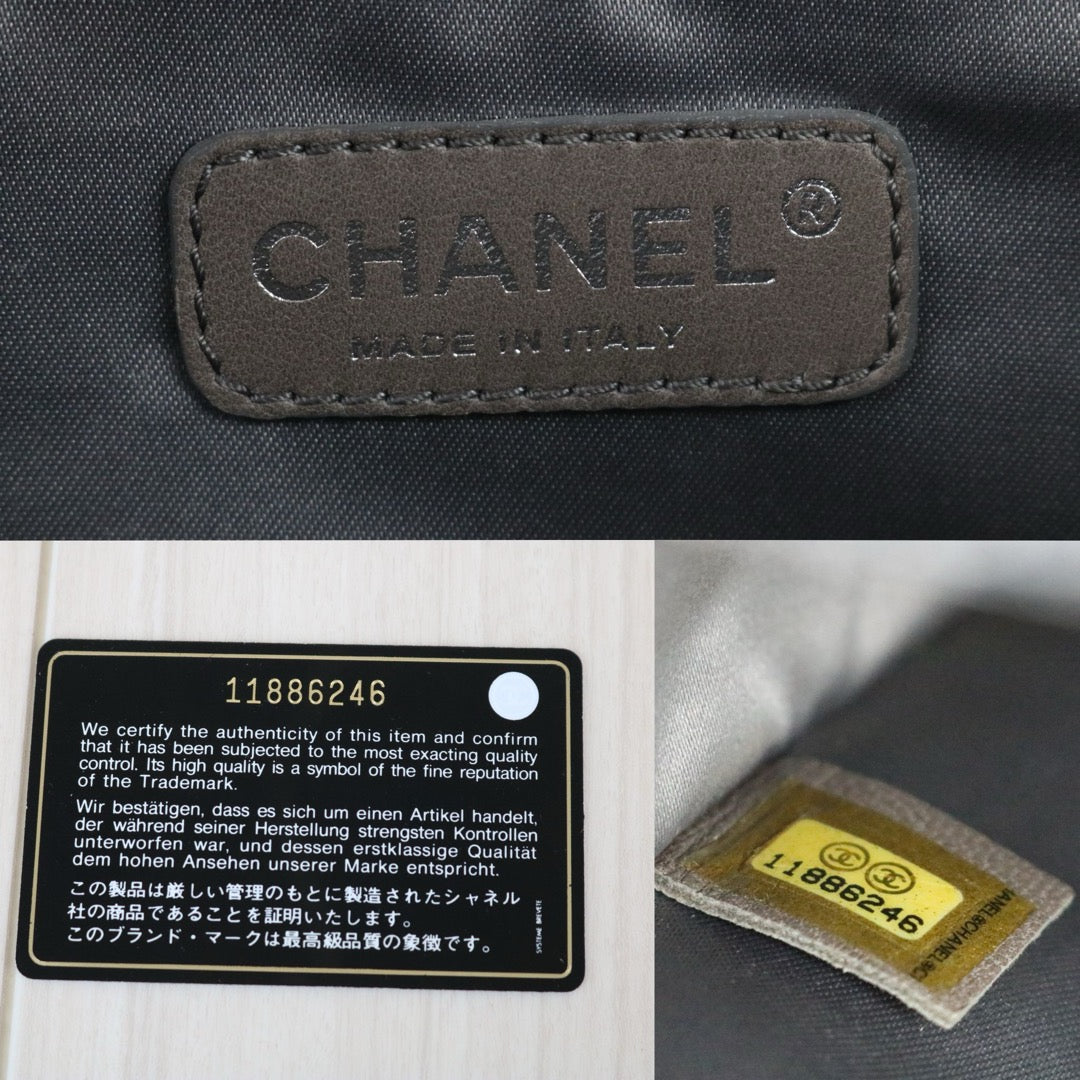 CHANEL®
MADE IN ITALY
11886246
We certify the authenticity of this item and confirm
that it has been subjected to the most exacting quality
control. Its high quality is a symbol of the fine reputation
of the Trademark.
Wir bestätigen, dass es sich um einen Artikel handelt,
der während seiner Herstellung strengsten Kontrollen
unterworfen war, und dessen erstklassige Qualität
dem hohen Ansehen unserer Marke entspricht.
この製品は厳しい管理のもとに製造されたシャネル
社の商品であることを証明いたします。
このブランド・マークは最高級品質の象徴です。
SYSTEME BREVETE
11886246